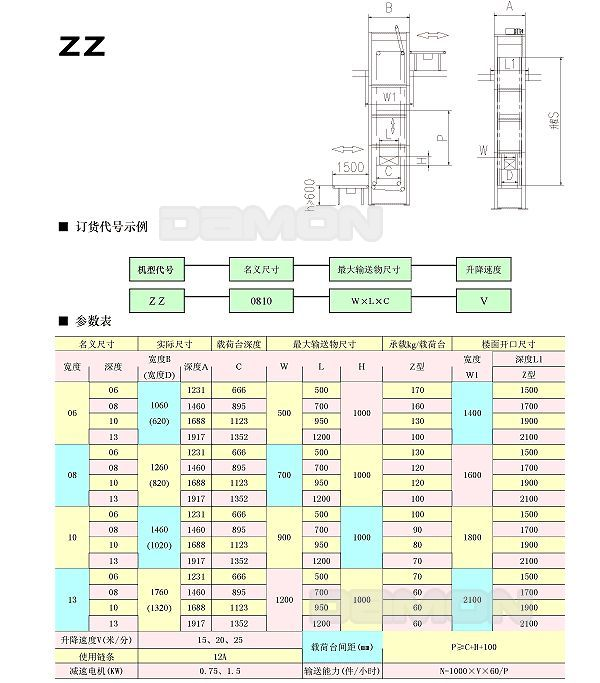 ZZ
B
A
L1
W1
升程S
P
L
W
H
1500
C
D
h≥600
DAMON
■ 订货代号示例
机型代号 名义尺寸 最大输送物尺寸 升降速度
ZZ 0810 W×L×C V
■ 参数表
名义尺寸 实际尺寸 载荷台深度 最大输送物尺寸 承载kg/载荷台 楼面开口尺寸
宽度 深度 宽度B (宽度D) 深度A C W L H Z型 宽度 W1 深度L1 Z型
06 06 1060 (620) 1231 666 500 500 1000 170 1400 1500
08 1460 895 700 160 1700
10 1688 1123 950 130 1900
13 1917 1352 1200 100 2100
08 06 1260 (820) 1231 666 700 500 1000 130 1600 1500
08 1460 895 700 120 1700
10 1688 1123 950 120 1900
13 1917 1352 1200 100 2100
10 06 1460 (1020) 1231 666 900 500 1000 100 1800 1500
08 1460 895 700 90 1700
10 1688 1123 950 80 1900
13 1917 1352 1200 60 2100
13 06 1760 (1320) 1231 666 1200 500 1000 70 2100 1500
08 1460 895 700 60 1700
10 1688 1123 950 60 1900
13 1917 1352 1200 60 2100
升降速度V(米/分) 15、20、25 载荷台间距(mm) P≥C+H+100
使用链条 12A
减速电机(KW) 0.75、1.5 输送能力(件/小时) N-1000×V×60/P
DAMON